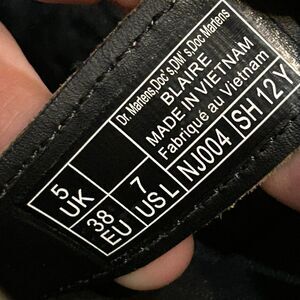 Dr. Martens,Doc's,DM's,Doc Martens
BLAIRE
MADE IN VIETNAM
Fabriqué au Vietnam
5 UK
38 EU
7 US L
NJ004
SH 12 Y